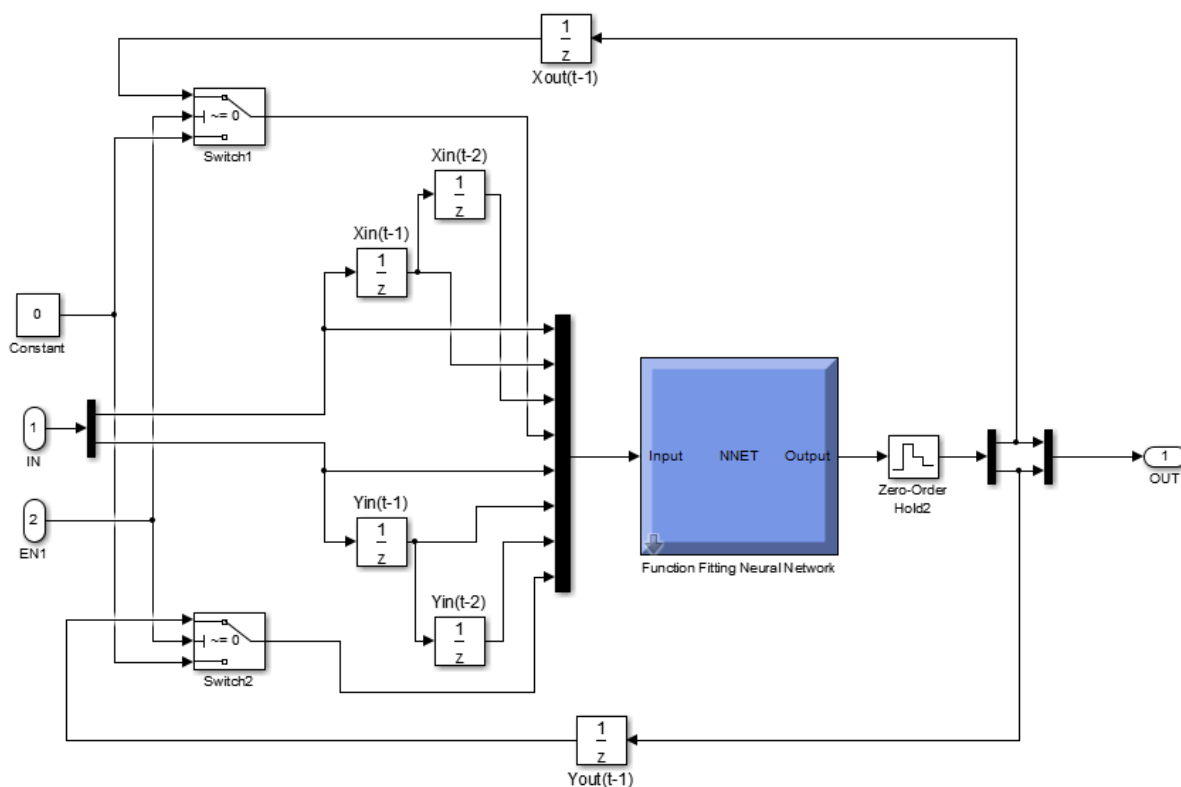 1
z
Xout(t-1)
~= 0
Switch1
Xin(t-2)
1
z
Xin(t-1)
1
z
0
Constant
1
IN
2
EN1
Input
NNET
Output
Function Fitting Neural Network
Zero-Order
Hold2
1
OUT
Yin(t-1)
1
z
Yin(t-2)
1
z
~= 0
Switch2
1
z
Yout(t-1)